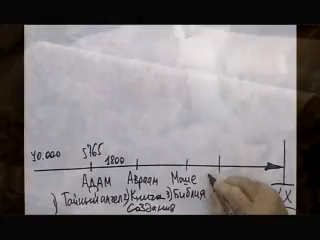 40.000 5765 1800
АДАМ Авраам Моше
1) Тайный ангел 2) Книга 3) Библия
Создания
X